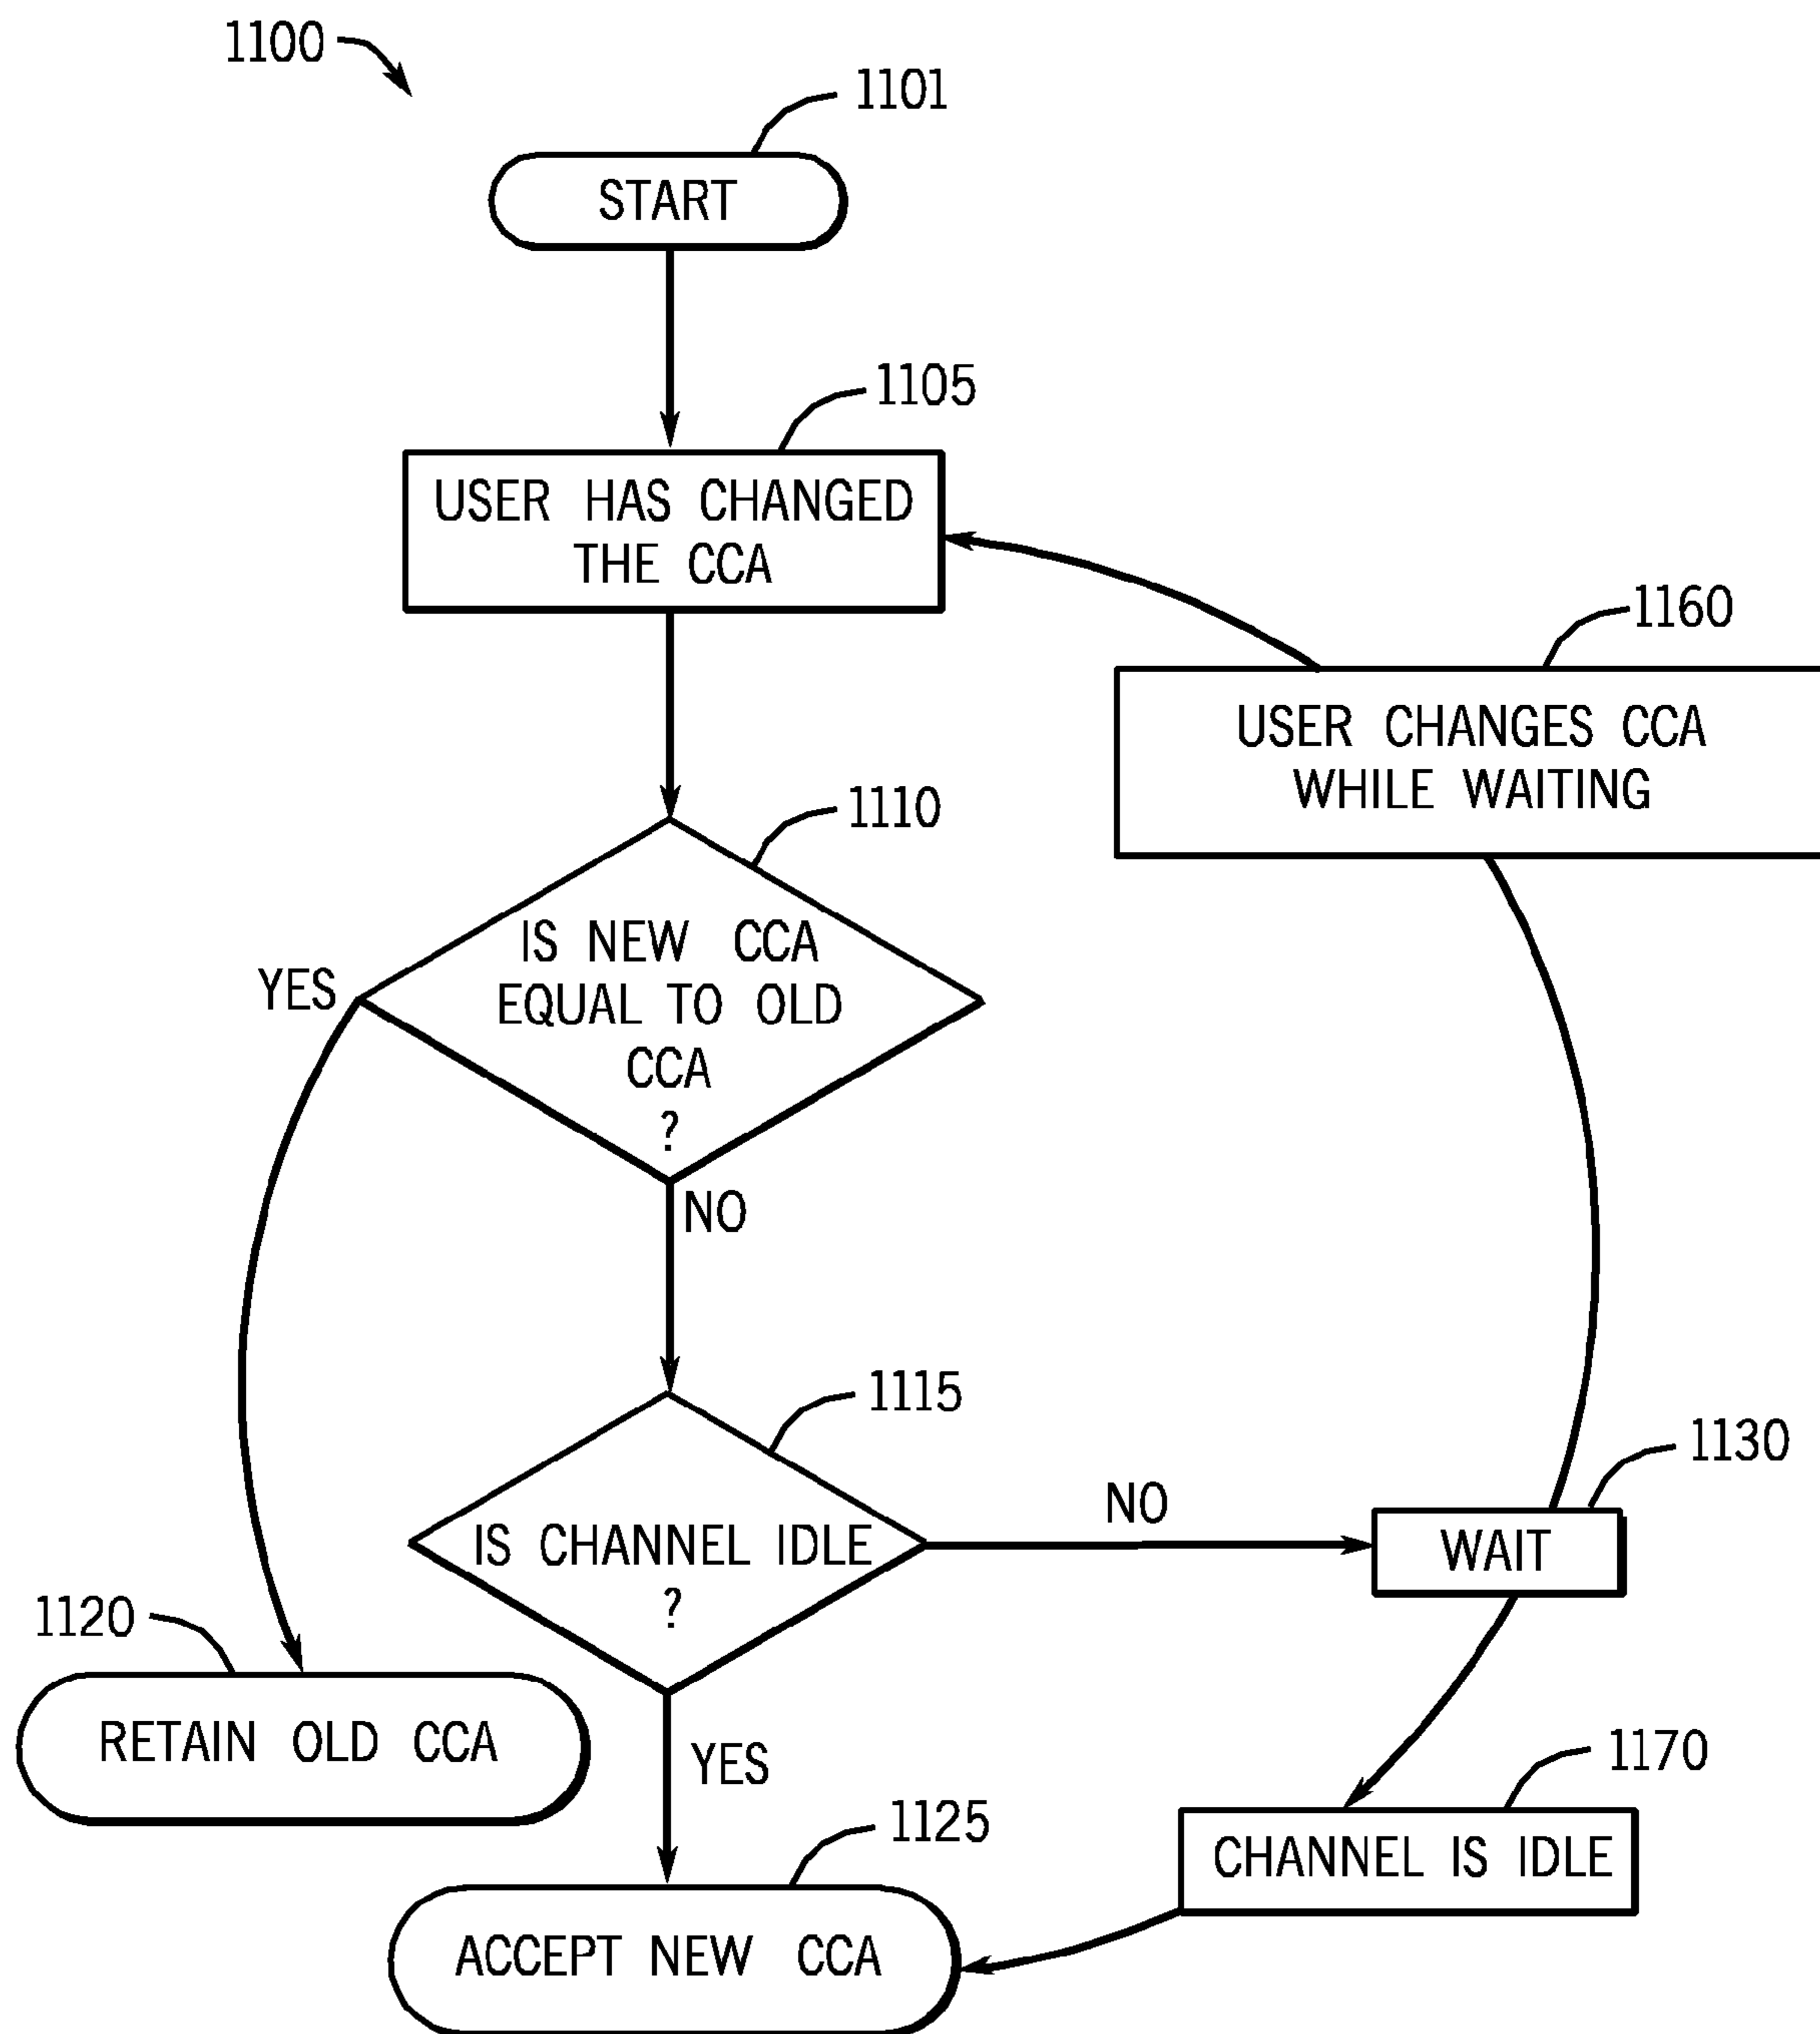 1100
1101
START
1105
USER HAS CHANGED
THE CCA
1160
USER CHANGES CCA
WHILE WAITING
1110
IS NEW CCA
EQUAL TO OLD
CCA
?
YES
NO
1115
IS CHANNEL IDLE
?
NO
1130
WAIT
1120
RETAIN OLD CCA
YES
1170
CHANNEL IS IDLE
1125
ACCEPT NEW CCA